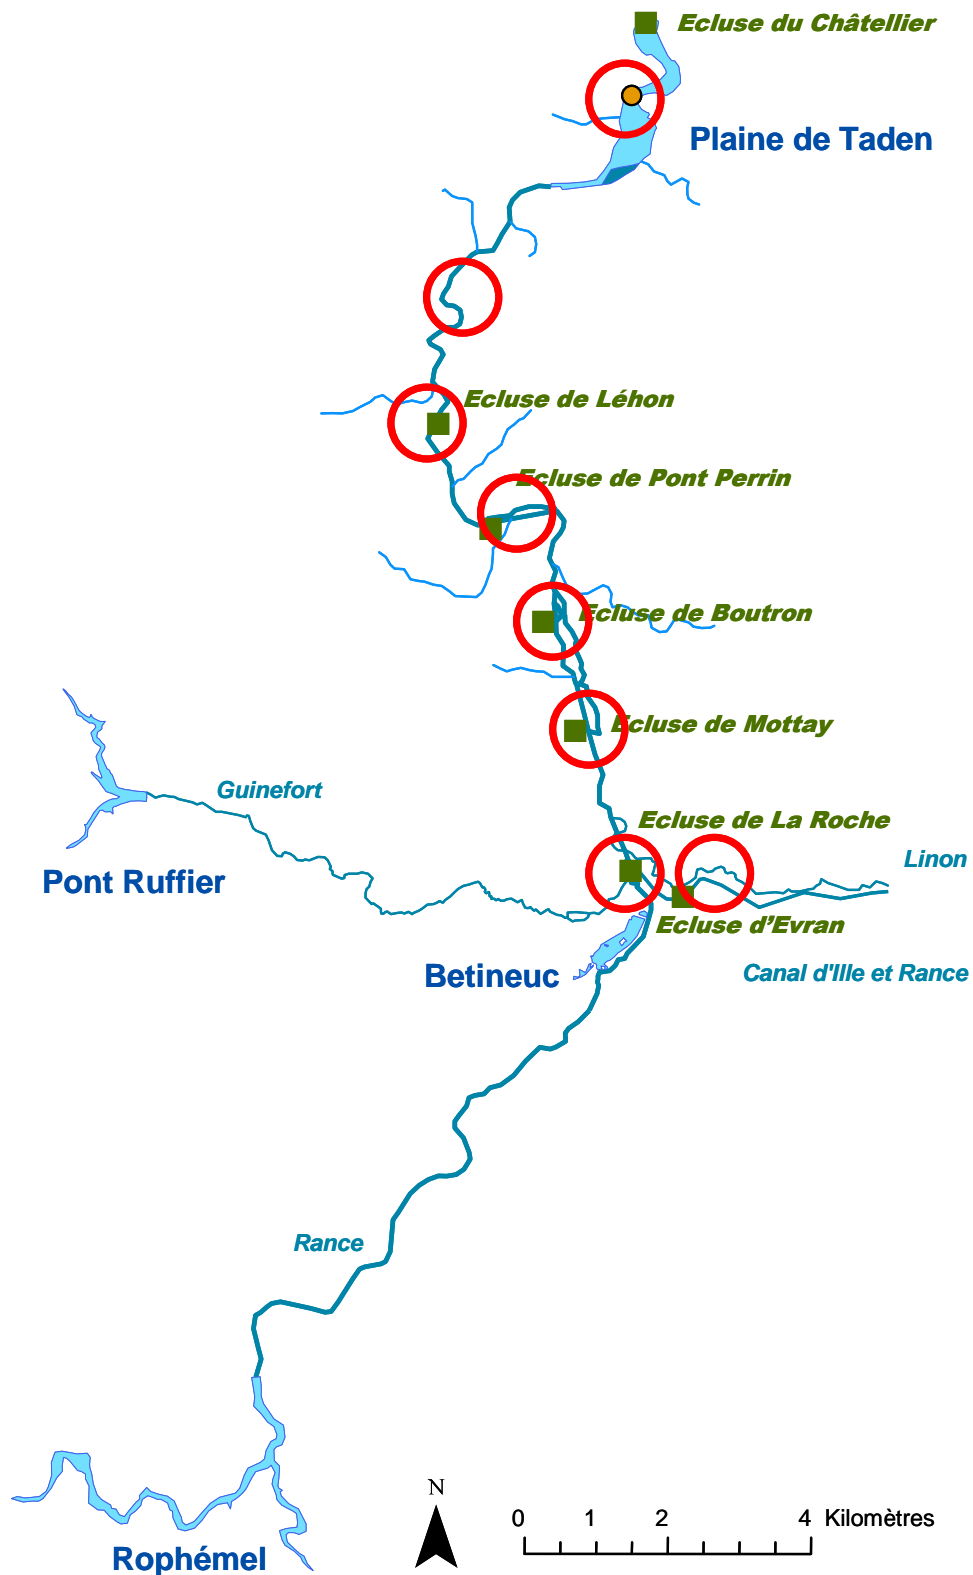 Ecluse du Châtellier
Plaine de Taden
Ecluse de Léhon
Ecluse de Pont Perrin
Ecluse de Boutron
Ecluse de Mottay
Guinefort
Ecluse de La Roche
Linon
Pont Ruffier
Ecluse d’Evran
Betineuc
Canal d'Ille et Rance
Rance
N
0 1 2 4 Kilomètres
Rophémel